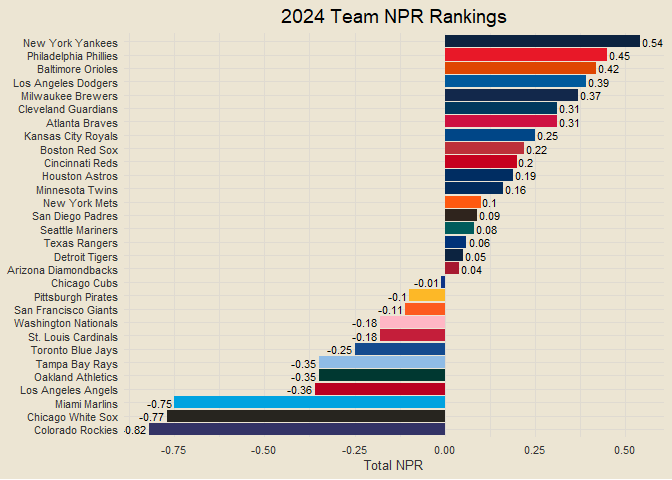 2024 Team NPR Rankings
New York Yankees 0.54
Philadelphia Phillies 0.45
Baltimore Orioles 0.42
Los Angeles Dodgers 0.39
Milwaukee Brewers 0.37
Cleveland Guardians 0.31
Atlanta Braves 0.31
Kansas City Royals 0.25
Boston Red Sox 0.22
Cincinnati Reds 0.2
Houston Astros 0.19
Minnesota Twins 0.16
New York Mets 0.1
San Diego Padres 0.09
Seattle Mariners 0.08
Texas Rangers 0.06
Detroit Tigers 0.05
Arizona Diamondbacks 0.04
Chicago Cubs -0.01
Pittsburgh Pirates -0.1
San Francisco Giants -0.11
Washington Nationals -0.18
St. Louis Cardinals -0.18
Toronto Blue Jays -0.25
Tampa Bay Rays -0.35
Oakland Athletics -0.35
Los Angeles Angels -0.36
Miami Marlins -0.75
Chicago White Sox -0.77
Colorado Rockies 0.82
-0.75 -0.50 -0.25 0.00 0.25 0.50
Total NPR